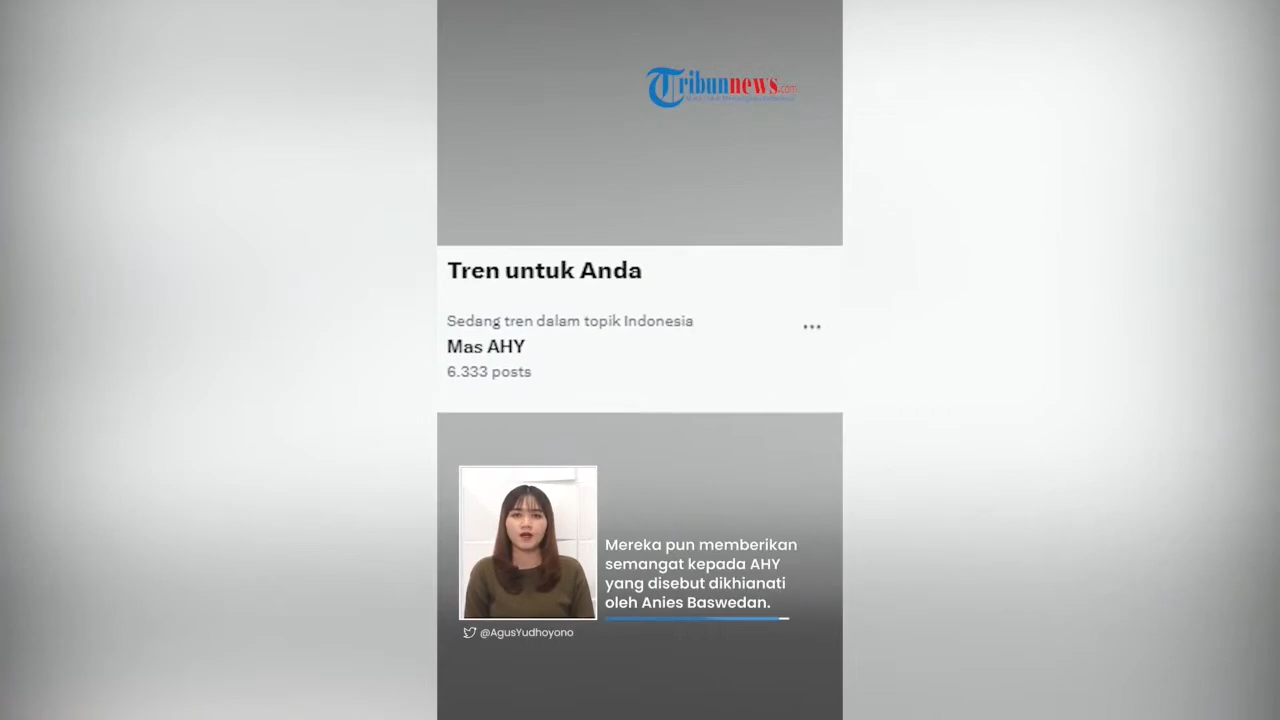 Tribunnews.com
Tren untuk Anda
Sedang tren dalam topik Indonesia
Mas AHY
6.333 posts
Mereka pun memberikan
semangat kepada AHY
yang disebut dikhianati
oleh Anies Baswedan.
@AgusYudhoyono